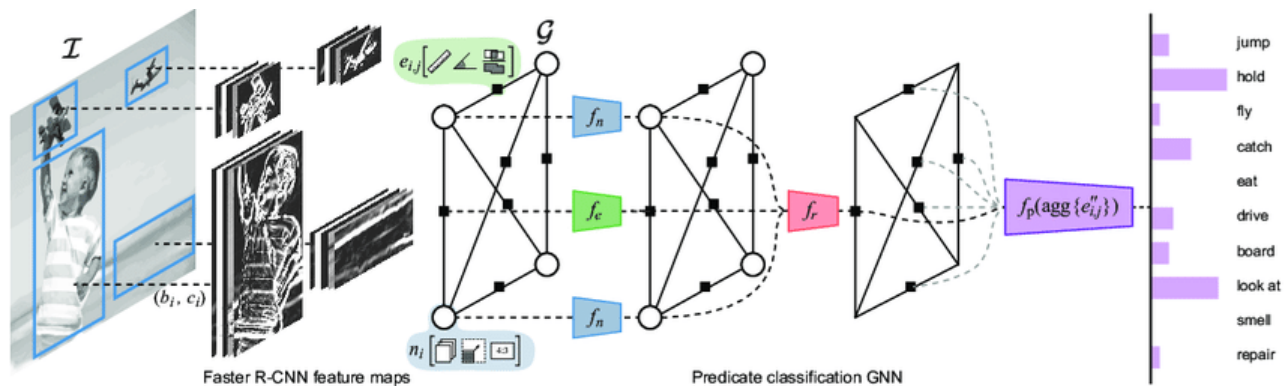 𝓘
e_{i,j}
𝓖
f_n
f_e
f_n
f_r
f_p(agg{e''_{i,j}})
(b_i, c_i)
n_i
4:3
jump
hold
fly
catch
eat
drive
board
look at
smell
repair
Faster R-CNN feature maps
Predicate classification GNN